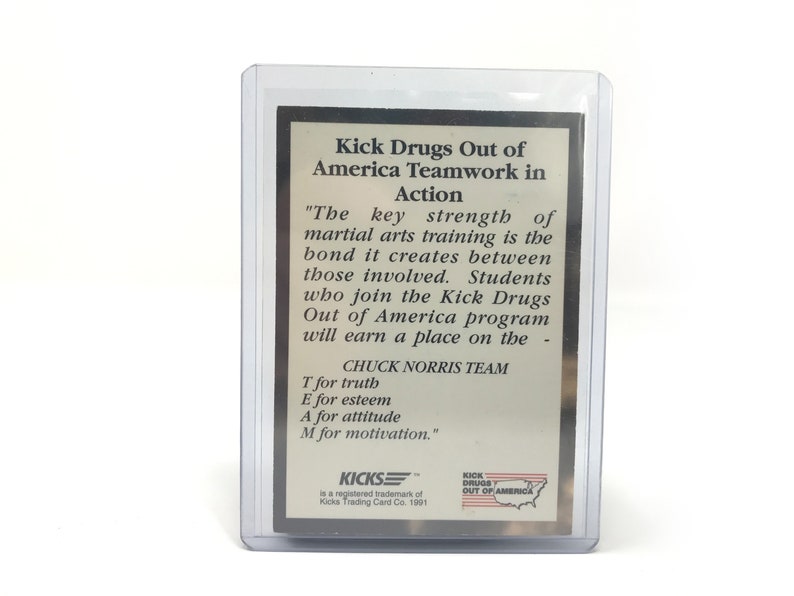 Kick Drugs Out of
America Teamwork in
Action
"The key strength of
martial arts training is the
bond it creates between
those involved. Students
who join the Kick Drugs
Out of America program
will earn a place on the -
CHUCK NORRIS TEAM
T for truth
E for esteem
A for attitude
M for motivation."
KICKS ™
is a registered trademark of
Kicks Trading Card Co. 1991
KICK
DRUGS
OUT OF AMERICA